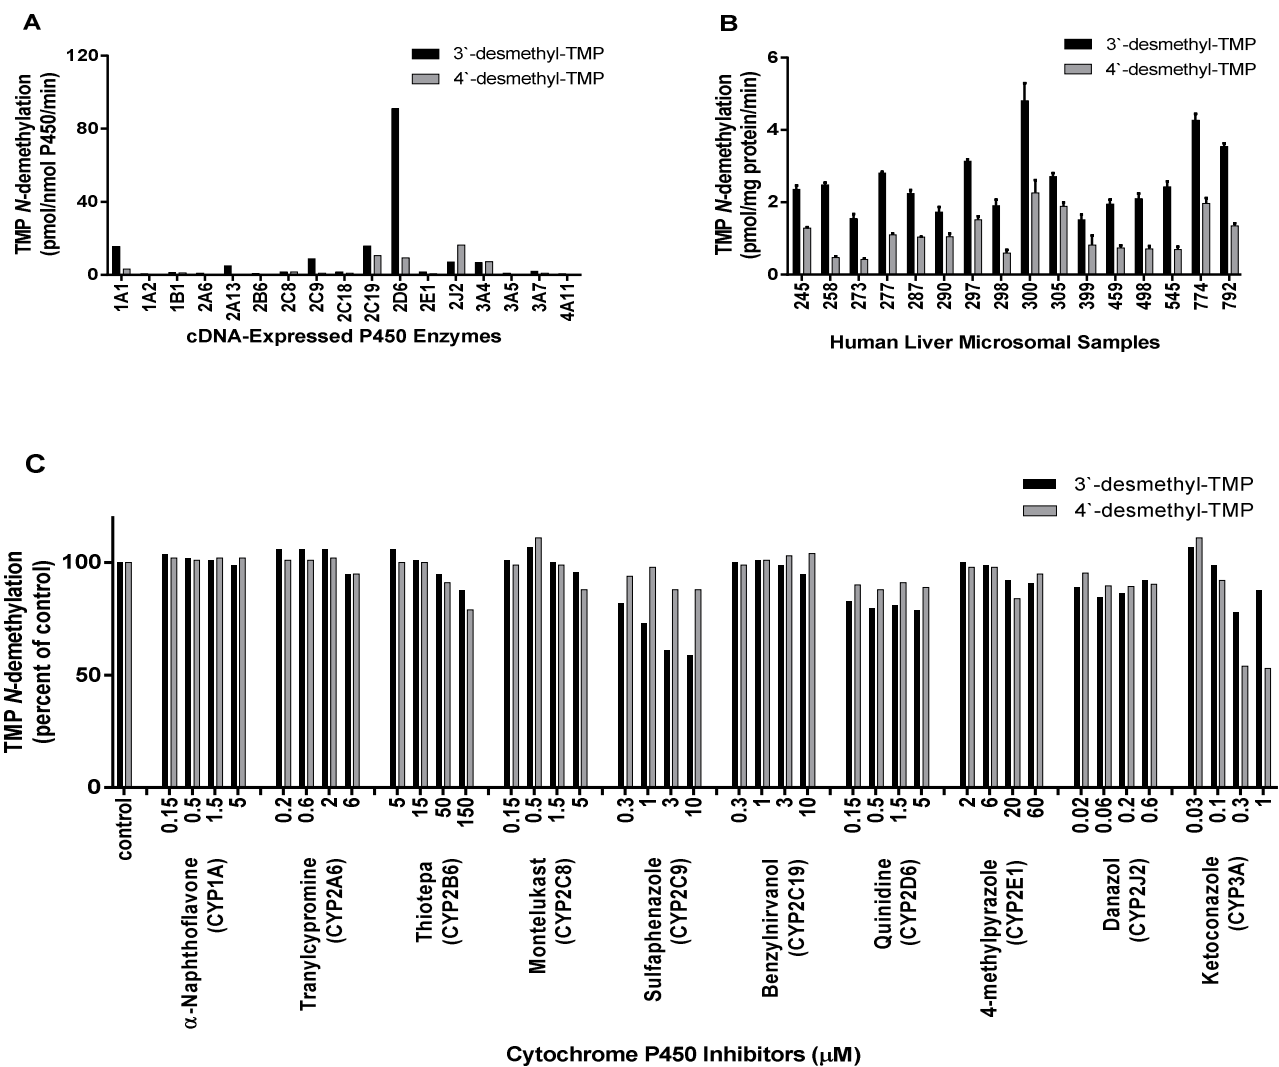 A
3`-desmethyl-TMP
4`-desmethyl-TMP
TMP N-demethylation
(pmol/nmol P450/min)
120
80
40
0
1A1 1A2 1B1 2A6 2A13 2B6 2C8 2C9 2C18 2C19 2D6 2E1 2J2 3A4 3A5 3A7 4A11
cDNA-Expressed P450 Enzymes
B
3`-desmethyl-TMP
4`-desmethyl-TMP
TMP N-demethylation
(pmol/mg protein/min)
6
4
2
0
245 258 273 277 287 290 297 298 300 305 399 459 498 545 774 792
Human Liver Microsomal Samples
C
3`-desmethyl-TMP
4`-desmethyl-TMP
TMP N-demethylation
(percent of control)
100
50
0
control 0.15 0.5 1.5 5 0.2 0.6 2 6 5 15 50 150 0.15 0.5 1.5 5 0.3 1 3 10 0.3 1 3 10 0.15 0.5 1.5 5 2 6 20 60 0.02 0.06 0.2 0.6 0.03 0.1 0.3 1
α-Naphthoflavone
(CYP1A)
Tranylcypromine
(CYP2A6)
Thiotepa
(CYP2B6)
Montelukast
(CYP2C8)
Sulfaphenazole
(CYP2C9)
Benzylnirvanol
(CYP2C19)
Quinidine
(CYP2D6)
4-methylpyrazole
(CYP2E1)
Danazol
(CYP2J2)
Ketoconazole
(CYP3A)
Cytochrome P450 Inhibitors (μM)